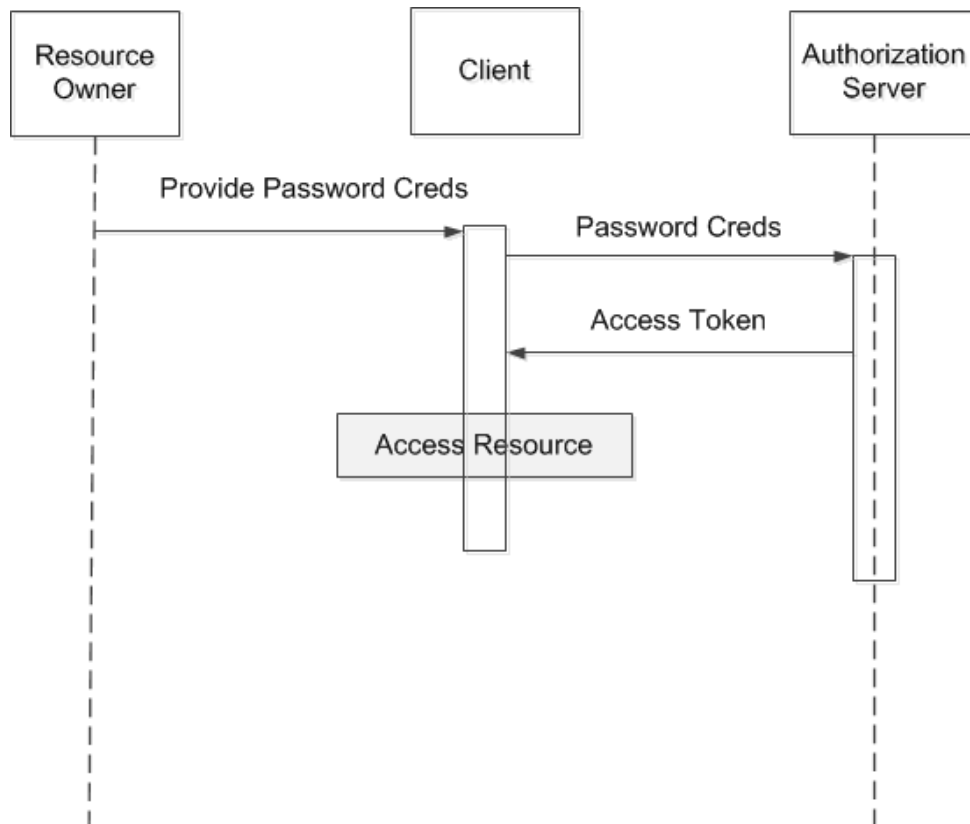 Resource
Owner
Client
Authorization
Server
Provide Password Creds
Password Creds
Access Token
Access Resource